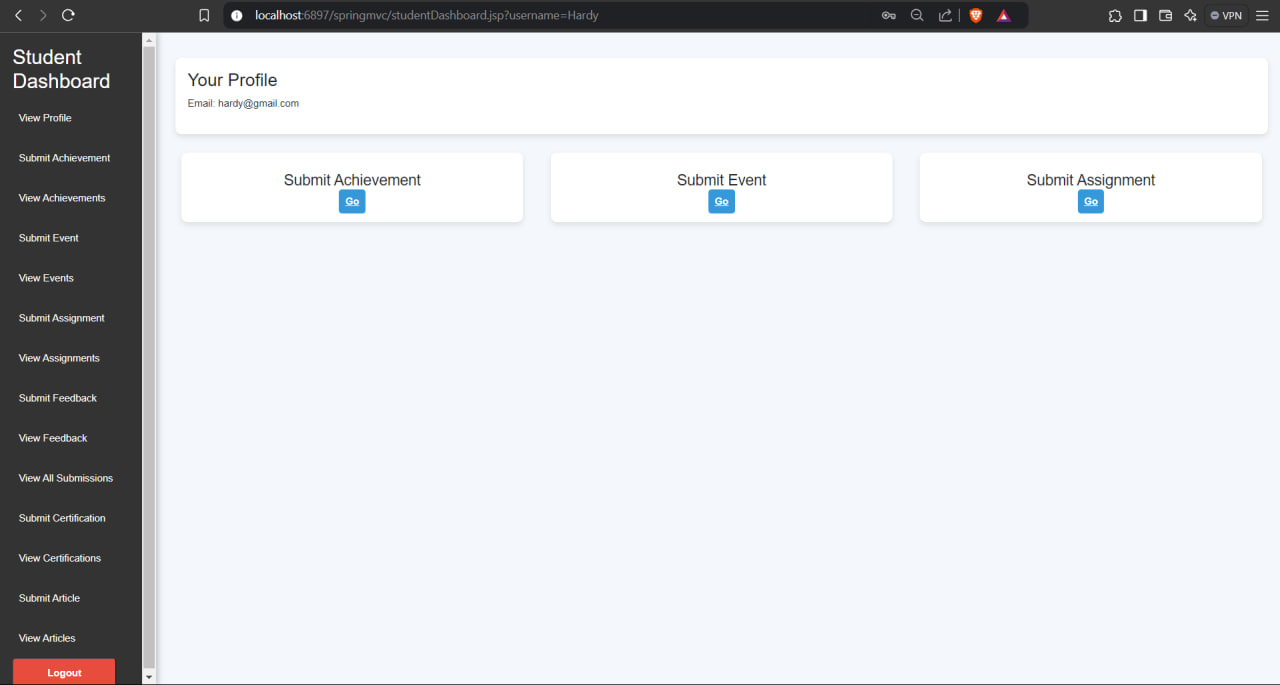 localhost:6897/springmvc/studentDashboard.jsp?username=Hardy
VPN
Student
Dashboard
View Profile
Submit Achievement
View Achievements
Submit Event
View Events
Submit Assignment
View Assignments
Submit Feedback
View Feedback
View All Submissions
Submit Certification
View Certifications
Submit Article
View Articles
Logout
Your Profile
Email: hardy@gmail.com
Submit Achievement
Go
Submit Event
Go
Submit Assignment
Go